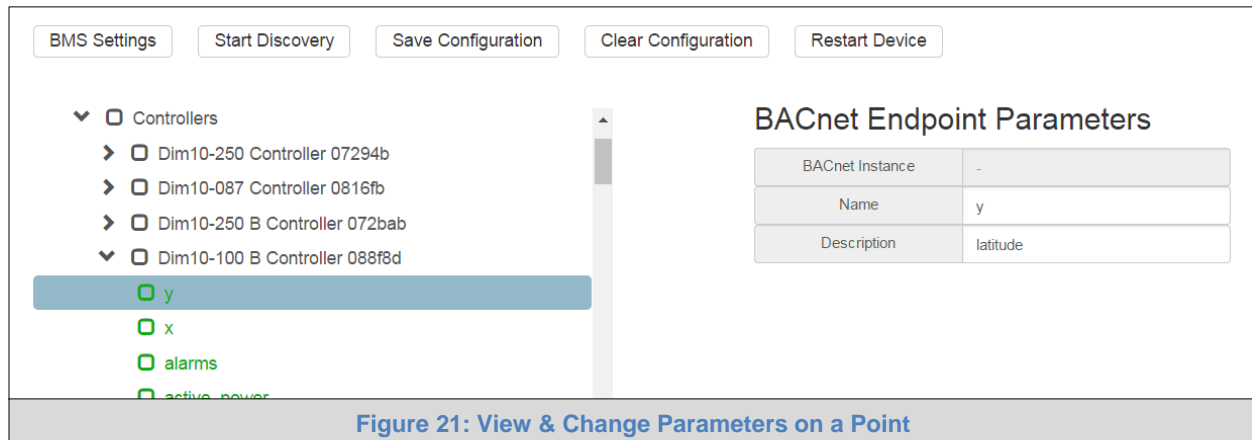 BMS Settings Start Discovery Save Configuration Clear Configuration Restart Device
Controllers
Dim10-250 Controller 07294b
Dim10-087 Controller 0816fb
Dim10-250 B Controller 072bab
Dim10-100 B Controller 088f8d
y
x
alarms
active_power
BACnet Endpoint Parameters
BACnet Instance -
Name y
Description latitude
Figure 21: View & Change Parameters on a Point